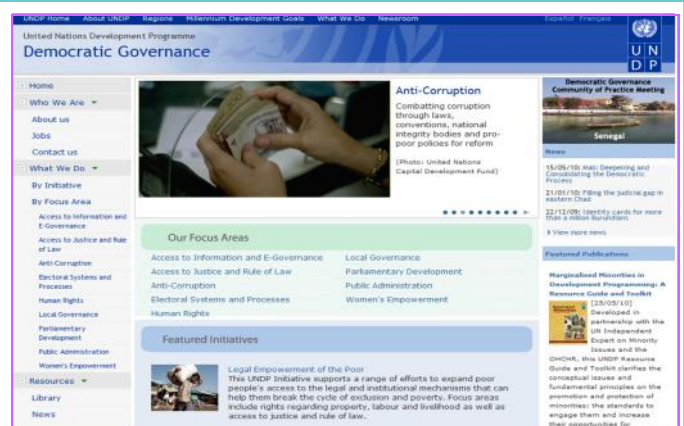 UNDP Home About UNDP Regions Millennium Development Goals What We Do Newsroom Español Français
United Nations Development Programme
Democratic Governance
U N
D P
Home
Who We Are
About us
Jobs
Contact us
What We Do
By Initiative
By Focus Area
Access to Information and
E-Governance
Access to Justice and Rule
of Law
Anti-Corruption
Electoral Systems and
Processes
Human Rights
Local Governance
Parliamentary
Development
Public Administration
Women's Empowerment
Resources
Library
News
Anti-Corruption
Combatting corruption
through laws,
conventions, national
integrity bodies and pro-
poor policies for reform
(Photo: United Nations
Capital Development Fund)
Our Focus Areas
Access to Information and E-Governance
Access to Justice and Rule of Law
Anti-Corruption
Electoral Systems and Processes
Human Rights
Local Governance
Parliamentary Development
Public Administration
Women's Empowerment
Featured Initiatives
Legal Empowerment of the Poor
This UNDP Initiative supports a range of efforts to expand poor
people's access to the legal and institutional mechanisms that can
help them break the cycle of exclusion and poverty. Focus areas
include rights regarding property, labour and livelihood as well as
access to justice and rule of law.
Democratic Governance
Community of Practice Meeting
Senegal
News
15/05/10: Mali: Deepening and
Consolidating the Democratic
Process
21/01/10: Filling the judicial gap in
eastern Chad
22/12/09: Identity cards for more
than a million Burundians
View more news
Featured Publications
Marginalised Minorities in
Development Programming: A
Resource Guide and Toolkit
[25/05/10]
Developed in
partnership with the
UN Independent
Expert on Minority
Issues and the
OHCHR, this UNDP Resource
Guide and Toolkit clarifies the
conceptual issues and
fundamental principles on the
promotion and protection of
minorities; the standards to
engage them and increase
their opportunities for